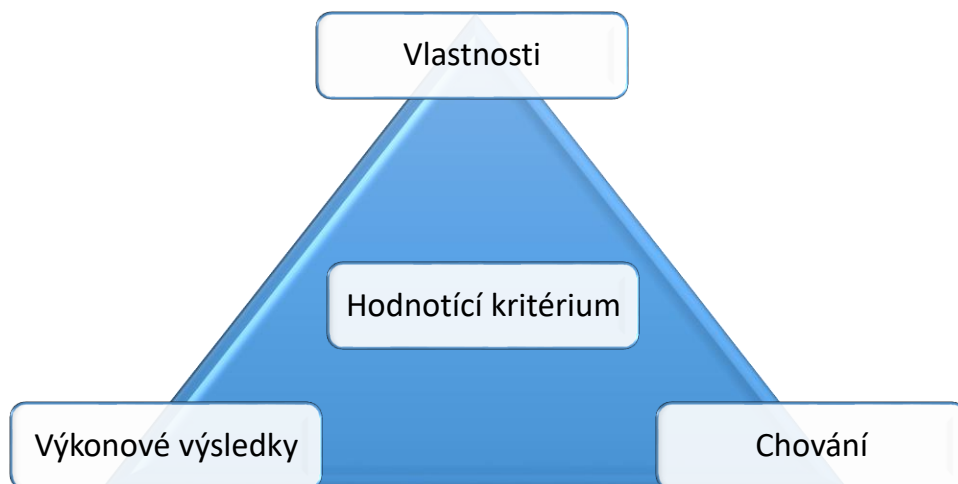 Vlastnosti
Hodnotící kritérium
Výkonové výsledky
Chování